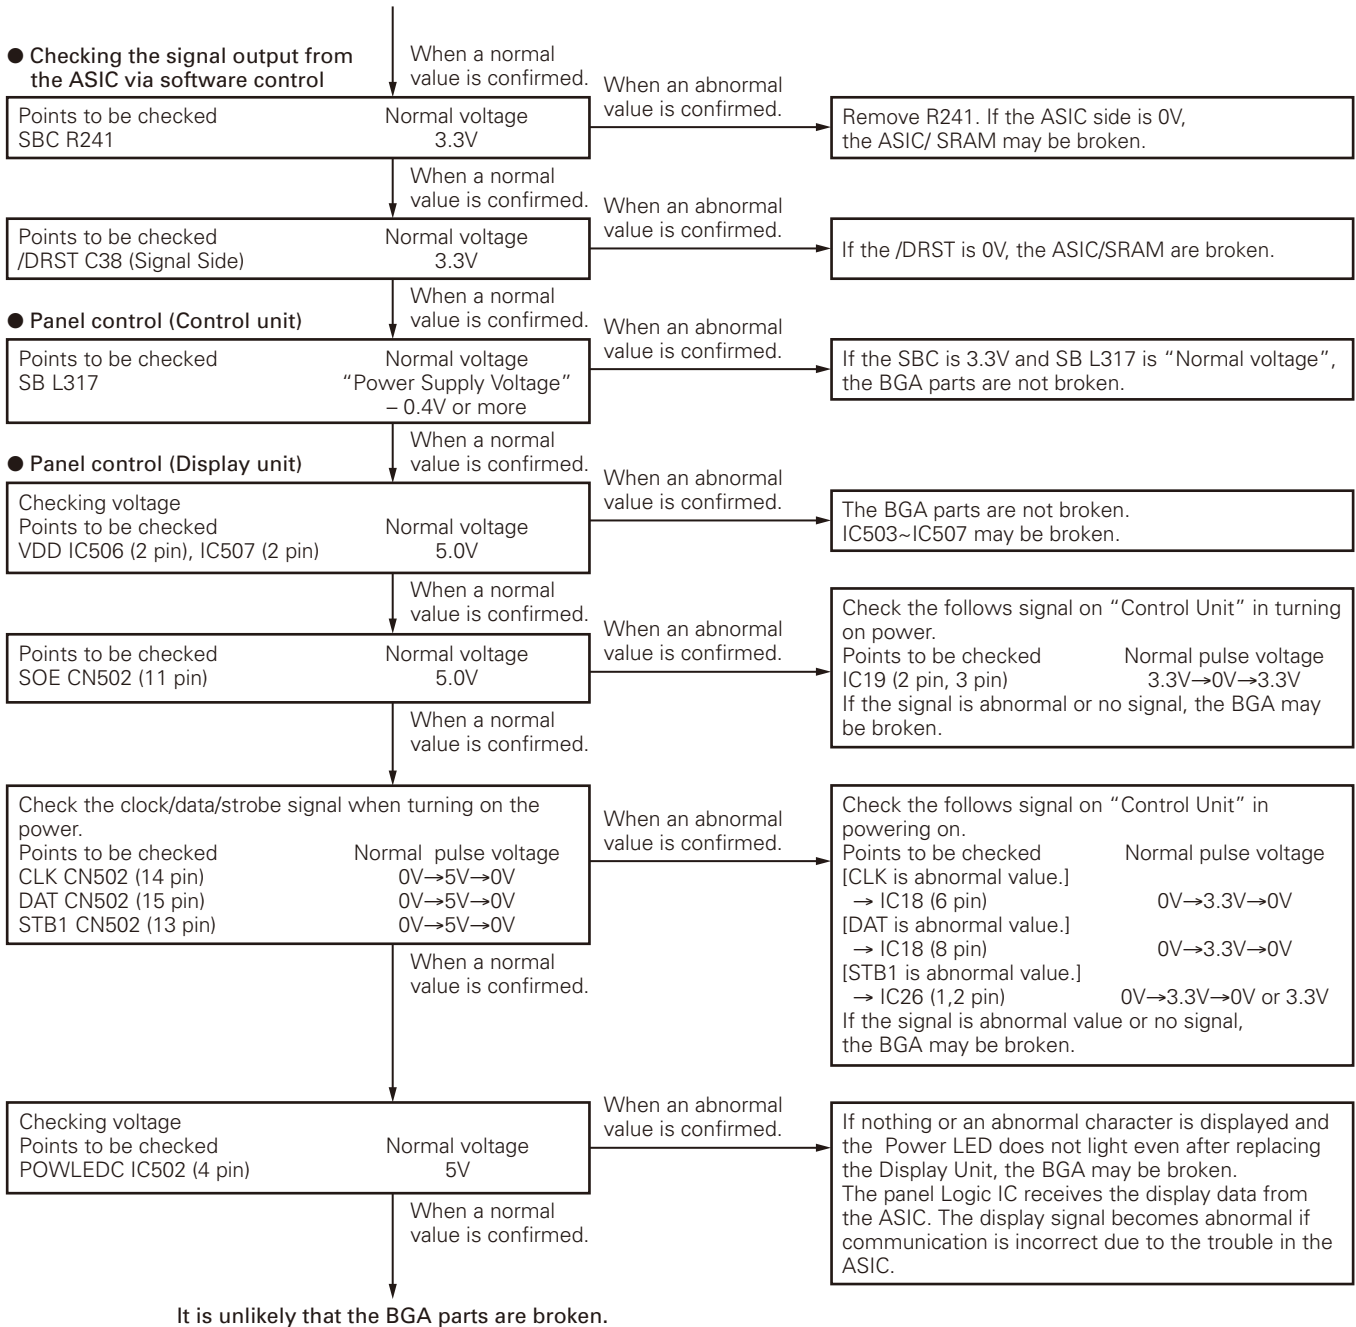 When a normal
value is confirmed.
● Checking the signal output from
the ASIC via software control
When an abnormal
value is confirmed.
Points to be checked Normal voltage
SBC R241 3.3V
Remove R241. If the ASIC side is 0V,
the ASIC/ SRAM may be broken.
When a normal
value is confirmed.
When an abnormal
value is confirmed.
Points to be checked Normal voltage
/DRST C38 (Signal Side) 3.3V
If the /DRST is 0V, the ASIC/SRAM are broken.
When a normal
value is confirmed.
● Panel control (Control unit)
When an abnormal
value is confirmed.
Points to be checked Normal voltage
SB L317 “Power Supply Voltage”
– 0.4V or more
If the SBC is 3.3V and SB L317 is “Normal voltage”,
the BGA parts are not broken.
When a normal
value is confirmed.
● Panel control (Display unit)
When an abnormal
value is confirmed.
Checking voltage
Points to be checked Normal voltage
VDD IC506 (2 pin), IC507 (2 pin) 5.0V
The BGA parts are not broken.
IC503~IC507 may be broken.
When a normal
value is confirmed.
When an abnormal
value is confirmed.
Points to be checked Normal voltage
SOE CN502 (11 pin) 5.0V
Check the follows signal on “Control Unit” in turning
on power.
Points to be checked Normal pulse voltage
IC19 (2 pin, 3 pin) 3.3V→0V→3.3V
If the signal is abnormal or no signal, the BGA may
be broken.
When a normal
value is confirmed.
Check the clock/data/strobe signal when turning on the
power.
Points to be checked Normal pulse voltage
CLK CN502 (14 pin) 0V→5V→0V
DAT CN502 (15 pin) 0V→5V→0V
STB1 CN502 (13 pin) 0V→5V→0V
When an abnormal
value is confirmed.
Check the follows signal on “Control Unit” in
powering on.
Points to be checked Normal pulse voltage
[CLK is abnormal value.]
→ IC18 (6 pin) 0V→3.3V→0V
[DAT is abnormal value.]
→ IC18 (8 pin) 0V→3.3V→0V
[STB1 is abnormal value.]
→ IC26 (1,2 pin) 0V→3.3V→0V or 3.3V
If the signal is abnormal value or no signal,
the BGA may be broken.
When a normal
value is confirmed.
When an abnormal
value is confirmed.
Checking voltage
Points to be checked Normal voltage
POWLEDC IC502 (4 pin) 5V
If nothing or an abnormal character is displayed and
the Power LED does not light even after replacing
the Display Unit, the BGA may be broken.
The panel Logic IC receives the display data from
the ASIC. The display signal becomes abnormal if
communication is incorrect due to the trouble in the
ASIC.
When a normal
value is confirmed.
It is unlikely that the BGA parts are broken.